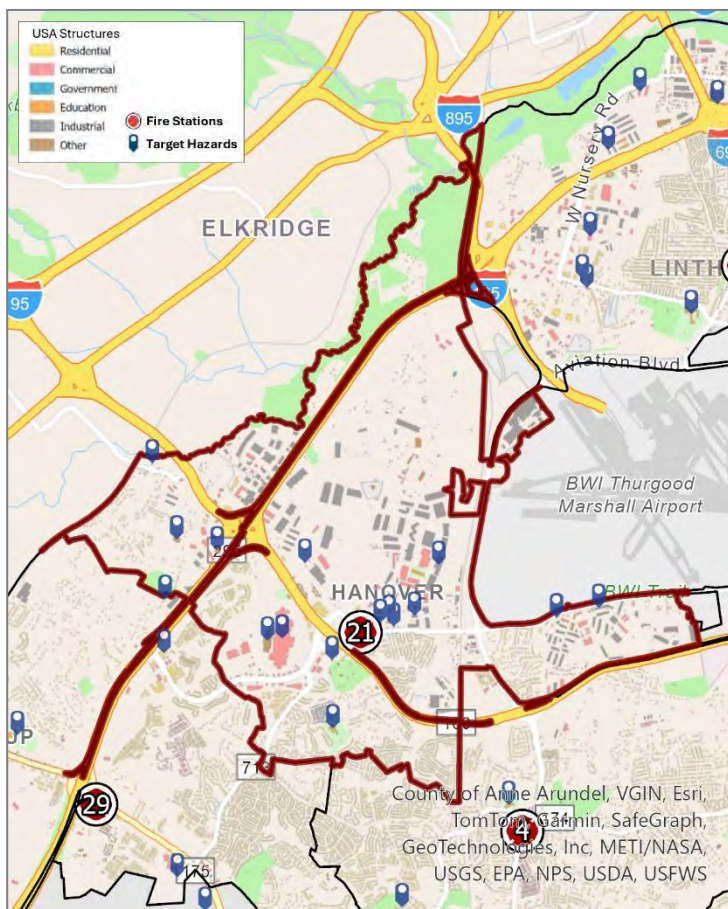 USA Structures
Residential
Commercial
Government
Education
Industrial
Other
Fire Stations
Target Hazards
895
W Nursery Rd
69
ELKRIDGE
LINTH
95
Aviation Blvd
BWI Thurgood
Marshall Airport
HANOVER
BWI Trail
21
UP
29
175
4
County of Anne Arundel, VGIN, Esri,
TomTom, Garmin, SafeGraph,
GeoTechnologies, Inc, METI/NASA,
USGS, EPA, NPS, USDA, USFWS